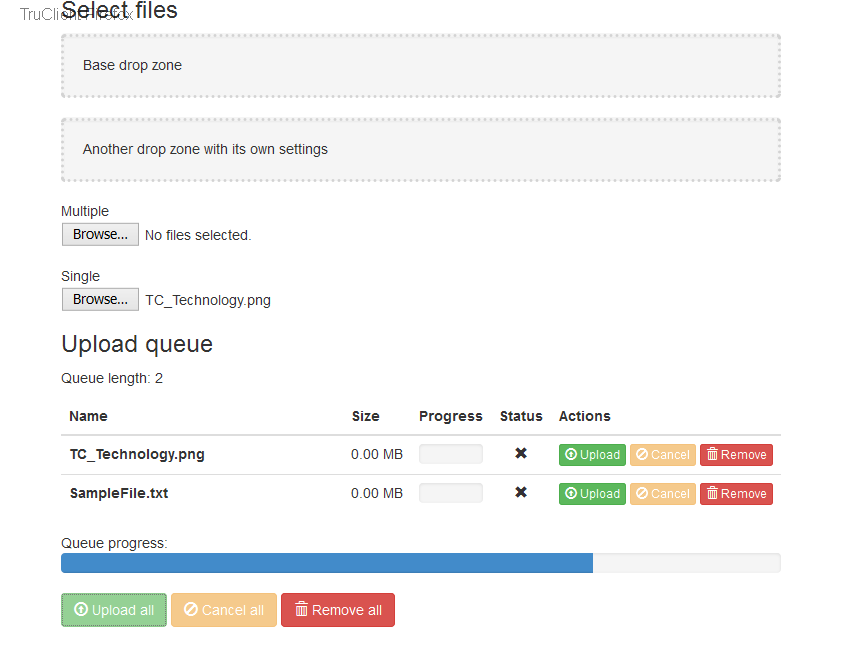 Select files
TruClient Firefox
Base drop zone
Another drop zone with its own settings
Multiple
Browse... No files selected.
Single
Browse... TC_Technology.png
Upload queue
Queue length: 2
Name Size Progress Status Actions
TC_Technology.png 0.00 MB Upload Cancel Remove
SampleFile.txt 0.00 MB Upload Cancel Remove
Queue progress:
Upload all Cancel all Remove all